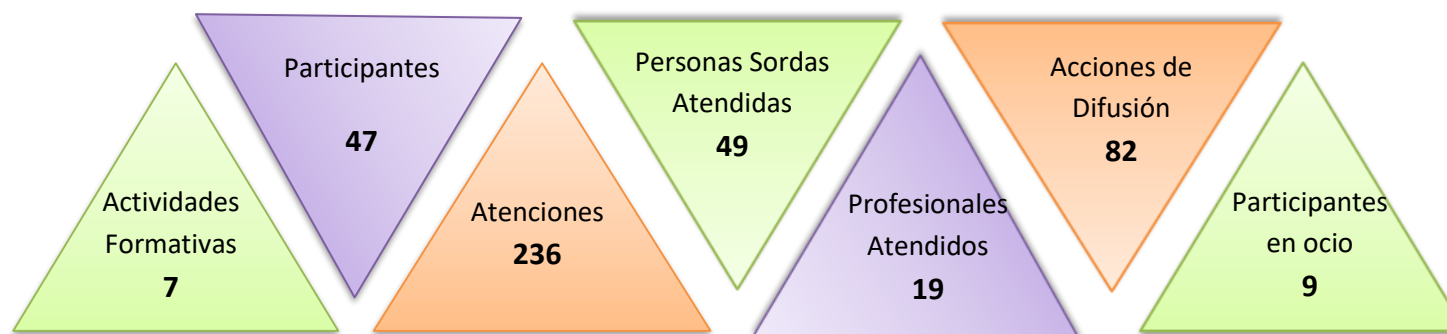 Actividades
Formativas
7
Participantes
47
Atenciones
236
Personas Sordas
Atendidas
49
Profesionales
Atendidos
19
Acciones de
Difusión
82
Participantes
en ocio
9